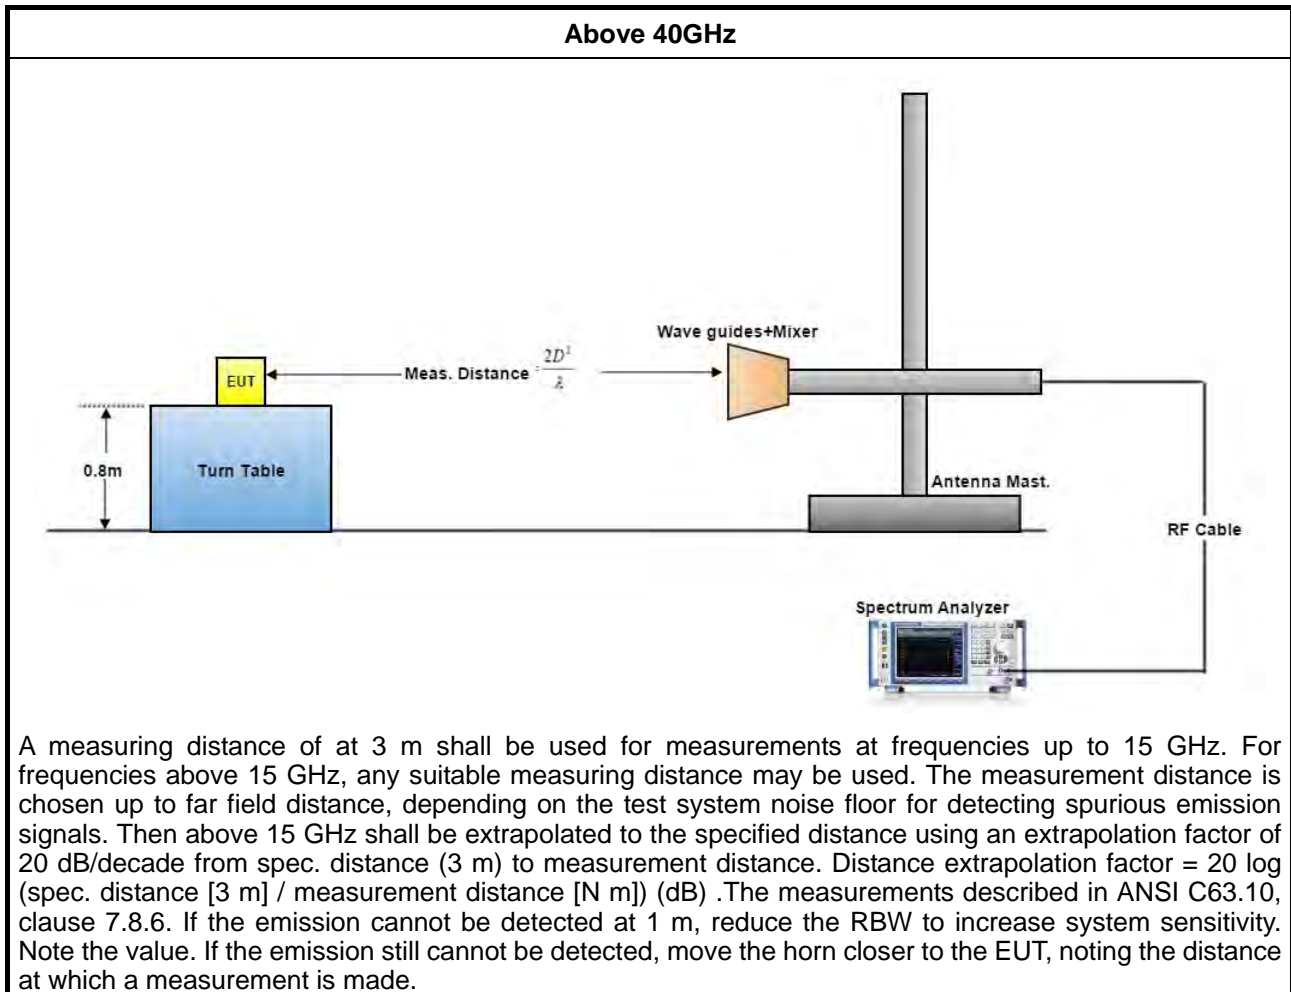 Above 40GHz
Wave guides+Mixer
EUT
Meas. Distance
2D²
λ
0.8m
Turn Table
Antenna Mast.
RF Cable
Spectrum Analyzer
A measuring distance of at 3 m shall be used for measurements at frequencies up to 15 GHz. For
frequencies above 15 GHz, any suitable measuring distance may be used. The measurement distance is
chosen up to far field distance, depending on the test system noise floor for detecting spurious emission
signals. Then above 15 GHz shall be extrapolated to the specified distance using an extrapolation factor of
20 dB/decade from spec. distance (3 m) to measurement distance. Distance extrapolation factor = 20 log
(spec. distance [3 m] / measurement distance [N m]) (dB) .The measurements described in ANSI C63.10,
clause 7.8.6. If the emission cannot be detected at 1 m, reduce the RBW to increase system sensitivity.
Note the value. If the emission still cannot be detected, move the horn closer to the EUT, noting the distance
at which a measurement is made.